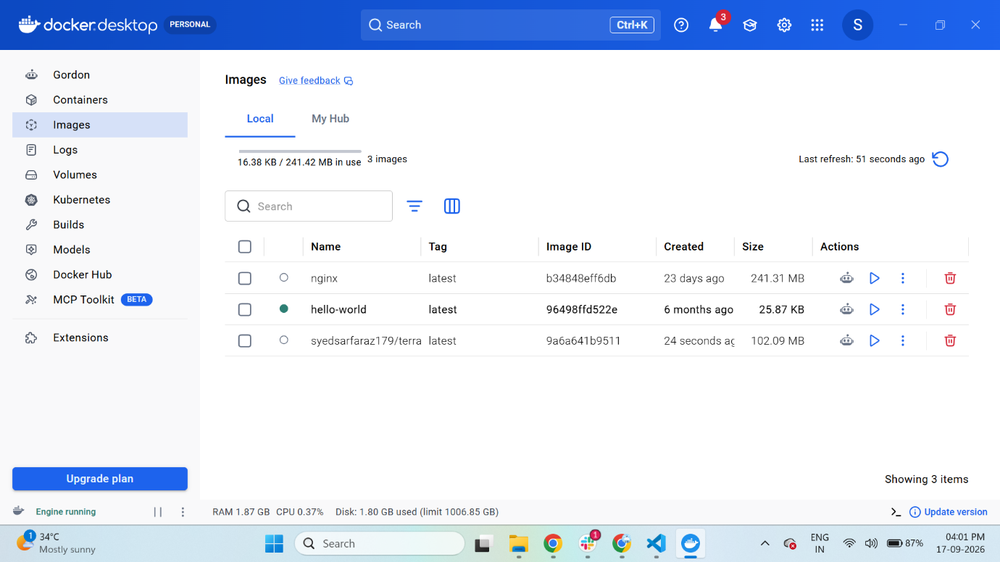 docker.desktop PERSONAL Search Ctrl+K 3 S
Gordon
Containers
Images
Logs
Volumes
Kubernetes
Builds
Models
Docker Hub
MCP Toolkit BETA
Extensions
Upgrade plan
Images Give feedback
Local My Hub
16.38 KB / 241.42 MB in use 3 images Last refresh: 51 seconds ago
Search
Name Tag Image ID Created Size Actions
nginx latest b34848eff6db 23 days ago 241.31 MB
hello-world latest 96498ffd522e 6 months ago 25.87 KB
syedsarfaraz179/terra latest 9a6a641b9511 24 seconds ag 102.09 MB
Showing 3 items
Engine running RAM 1.87 GB CPU 0.37% Disk: 1.80 GB used (limit 1006.85 GB) Update version
1 34°C
Mostly sunny
Search
1
ENG
IN
87%
04:01 PM
17-09-2026